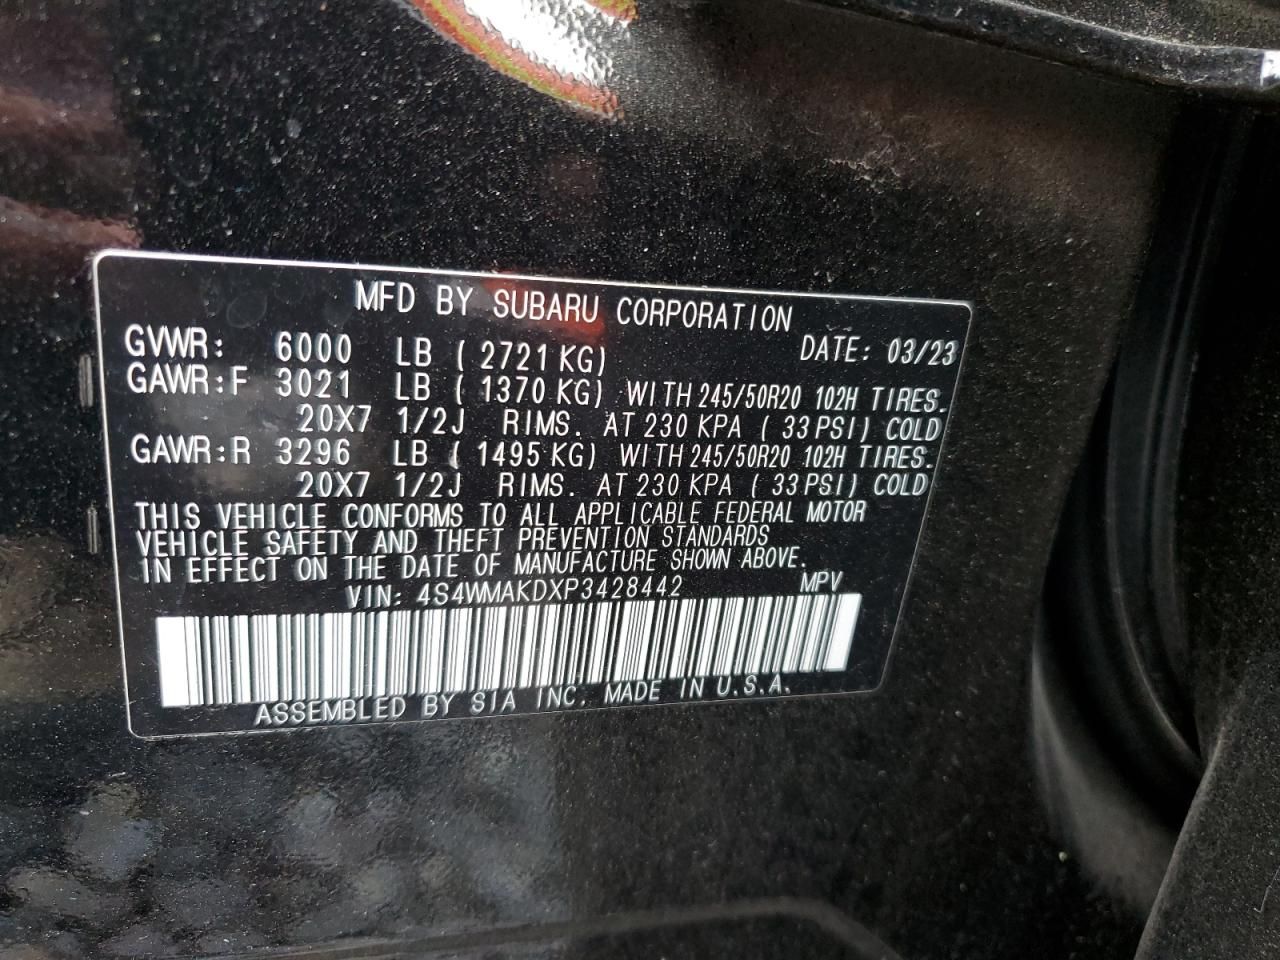 MFD BY SUBARU CORPORATION
GVWR: 6000 LB ( 2721 KG) DATE: 03/23
GAWR:F 3021 LB ( 1370 KG) WITH 245/50R20 102H TIRES.
20X7 1/2J RIMS. AT 230 KPA ( 33 PSI) COLD
GAWR:R 3296 LB ( 1495 KG) WITH 245/50R20 102H TIRES.
20X7 1/2J RIMS. AT 230 KPA ( 33 PSI) COLD
THIS VEHICLE CONFORMS TO ALL APPLICABLE FEDERAL MOTOR
VEHICLE SAFETY AND THEFT PREVENTION STANDARDS
IN EFFECT ON THE DATE OF MANUFACTURE SHOWN ABOVE.
VIN: 4S4WMAKDXP3428442 MPV
ASSEMBLED BY SIA INC. MADE IN U.S.A.